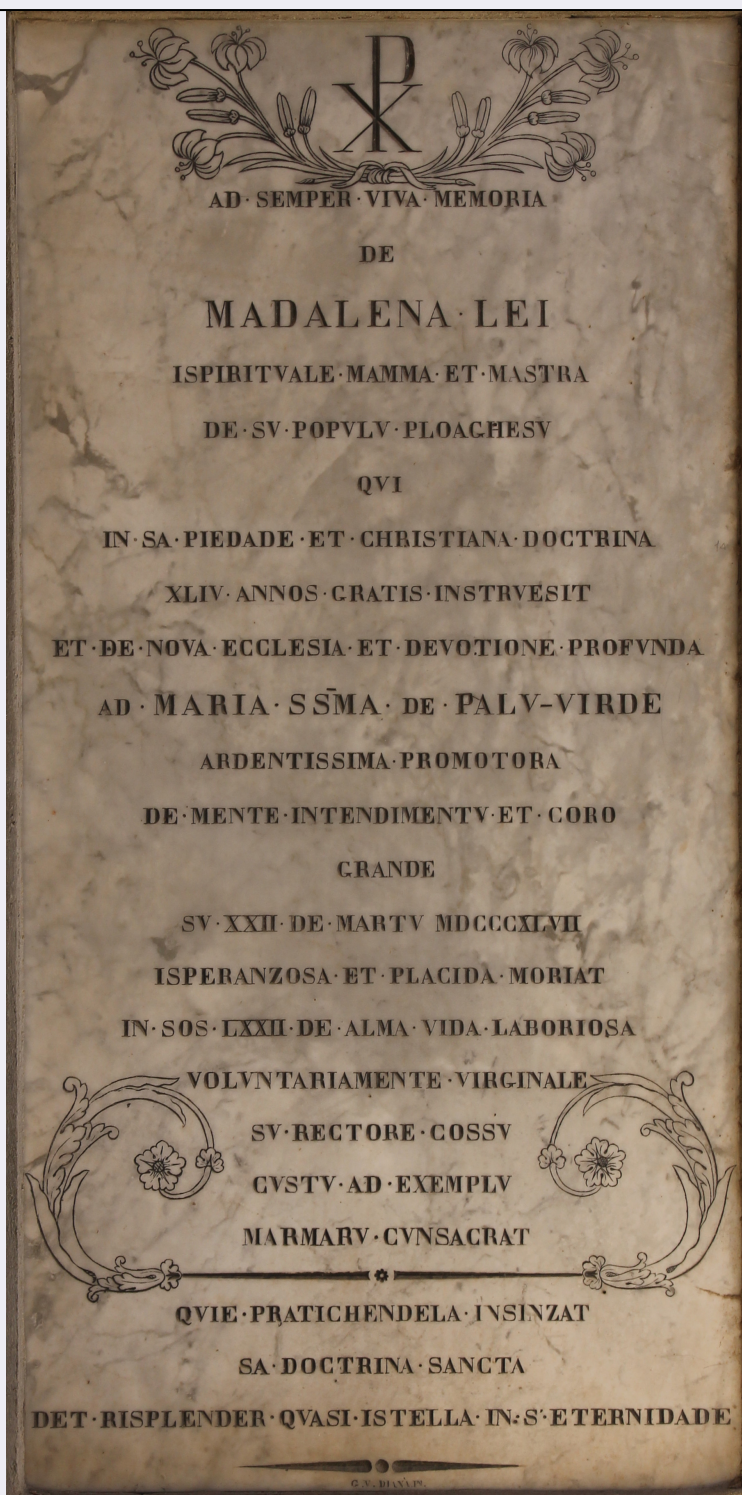 AD · SEMPER · VIVA · MEMORIA
DE
MADALENA · LEI
ISPIRITVALE · MAMMA · ET · MASTRA
DE · SV · POPVLV · PLOAGHESV
QVI
IN · SA · PIEDADE · ET · CHRISTIANA · DOCTRINA
XLIV · ANNOS · GRATIS · INSTRVESIT
ET · DE · NOVA · ECCLESIA · ET · DEVOTIONE · PROFVNDA
AD · MARIA · SS̄MA · DE · PALV-VIRDE
ARDENTISSIMA · PROMOTORA
DE · MENTE · INTENDIMENTV · ET · CORO
GRANDE
SV · XXII · DE · MARTV MDCCCXLVII
ISPERANZOSA · ET · PLACIDA · MORIAT
IN · SOS · LXXII · DE · ALMA · VIDA · LABORIOSA
VOLVNTARIAMENTE · VIRGINALE
SV · RECTORE · COSSV
CVSTV · AD · EXEMPLV
MARMARV · CVNSACRAT
QVIE · PRATICHENDELA · INSINZAT
SA · DOCTRINA · SANCTA
DET · RISPLENDER · QVASI · ISTELLA · IN · S' · ETERNIDADE